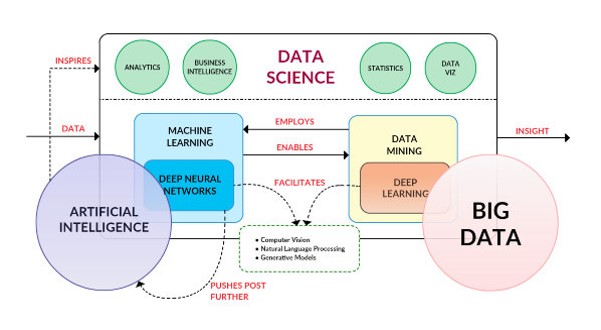 INSPIRES
ANALYTICS
BUSINESS
INTELLIGENCE
DATA
SCIENCE
STATISTICS
DATA
VIZ
DATA
MACHINE
LEARNING
EMPLOYS
ENABLES
DATA
MINING
INSIGHT
DEEP NEURAL
NETWORKS
FACILITATES
DEEP
LEARNING
ARTIFICIAL
INTELLIGENCE
BIG
DATA
• Computer Vision
• Natural Language Processing
• Generative Models
PUSHES POST
FURTHER